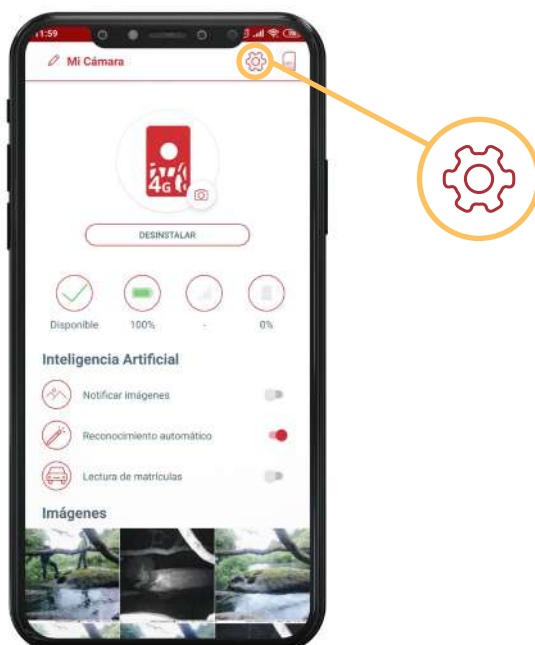 11:59
Mi Cámara
4G
DESINSTALAR
Disponible 100% - 0%
Inteligencia Artificial
Notificar imágenes
Reconocimiento automático
Lectura de matrículas
Imágenes